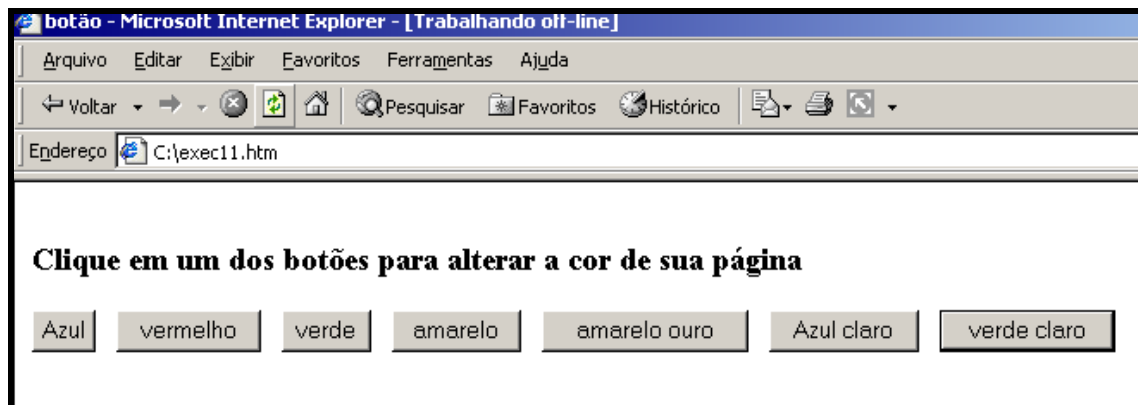 botão - Microsoft Internet Explorer - [Trabalhando off-line]
Arquivo Editar Exibir Favoritos Ferramentas Ajuda
Voltar Pesquisar Favoritos Histórico
Endereço C:\exec11.htm
Clique em um dos botões para alterar a cor de sua página
Azul vermelho verde amarelo amarelo ouro Azul claro verde claro